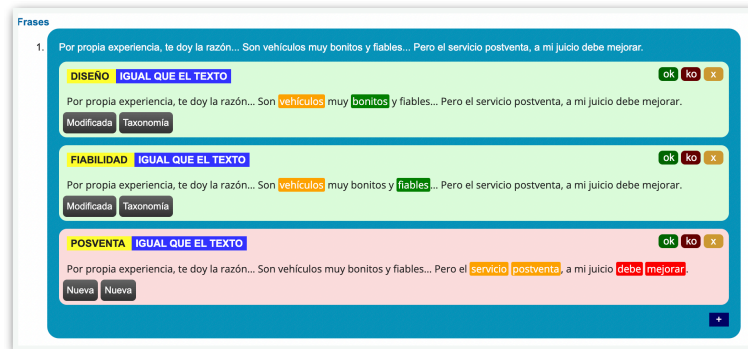 Frases
1. Por propia experiencia, te doy la razón... Son vehículos muy bonitos y fiables... Pero el servicio postventa, a mi juicio debe mejorar.
DISEÑO IGUAL QUE EL TEXTO ok ko x
Por propia experiencia, te doy la razón... Son vehículos muy bonitos y fiables... Pero el servicio postventa, a mi juicio debe mejorar.
Modificada Taxonomía
FIABILIDAD IGUAL QUE EL TEXTO ok ko x
Por propia experiencia, te doy la razón... Son vehículos muy bonitos y fiables... Pero el servicio postventa, a mi juicio debe mejorar.
Modificada Taxonomía
POSVENTA IGUAL QUE EL TEXTO ok ko x
Por propia experiencia, te doy la razón... Son vehículos muy bonitos y fiables... Pero el servicio postventa, a mi juicio debe mejorar.
Nueva Nueva
+